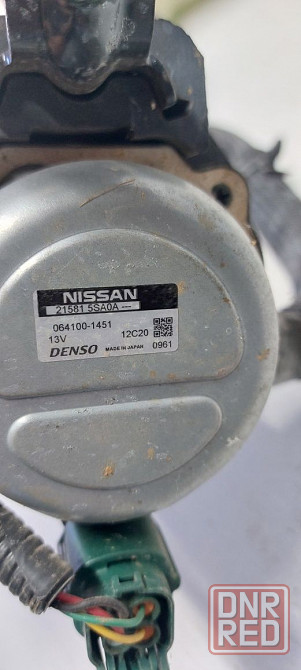 NISSAN
21581 5SA0A ---
064100-1451
13V 12C20
DENSO MADE IN JAPAN 0961
DNR
RED